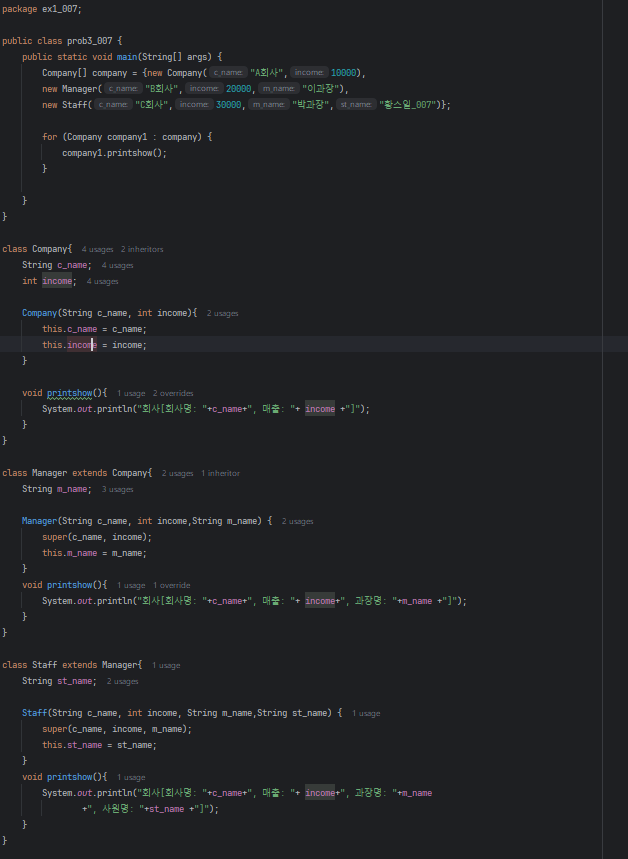 package ex1_007;
public class prob3_007 {
public static void main(String[] args) {
Company[] company = {new Company( c_name: "A회사", income: 10000),
new Manager( c_name: "B회사", income: 20000, m_name: "이과장"),
new Staff( c_name: "C회사", income: 30000, m_name: "박과장", st_name: "황스일_007")};
for (Company company1 : company) {
company1.printshow();
}
}
}
class Company{ 4 usages 2 inheritors
String c_name; 4 usages
int income; 4 usages
Company(String c_name, int income){ 2 usages
this.c_name = c_name;
this.income = income;
}
void printshow(){ 1 usage 2 overrides
System.out.println("회사[회사명: "+c_name+", 매출: "+ income +"]");
}
}
class Manager extends Company{ 2 usages 1 inheritor
String m_name; 3 usages
Manager(String c_name, int income,String m_name) { 2 usages
super(c_name, income);
this.m_name = m_name;
}
void printshow(){ 1 usage 1 override
System.out.println("회사[회사명: "+c_name+", 매출: "+ income+", 과장명: "+m_name +"]");
}
}
class Staff extends Manager{ 1 usage
String st_name; 2 usages
Staff(String c_name, int income, String m_name,String st_name) { 1 usage
super(c_name, income, m_name);
this.st_name = st_name;
}
void printshow(){ 1 usage
System.out.println("회사[회사명: "+c_name+", 매출: "+ income+", 과장명: "+m_name
+", 사원명: "+st_name +"]");
}
}